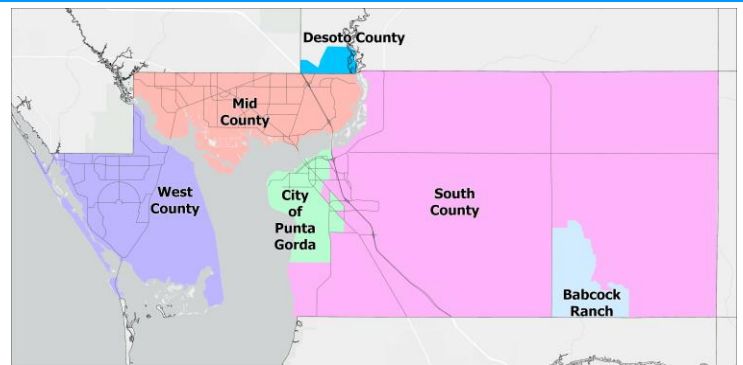 Desoto County
Mid
County
West
County
City
of
Punta
Gorda
South
County
Babcock
Ranch